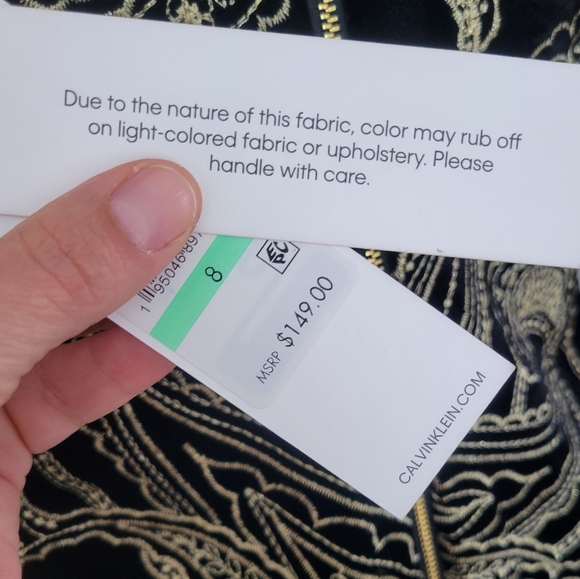 Due to the nature of this fabric, color may rub off
on light-colored fabric or upholstery. Please
handle with care.
8
MSRP $149.00
CALVINKLEIN.COM